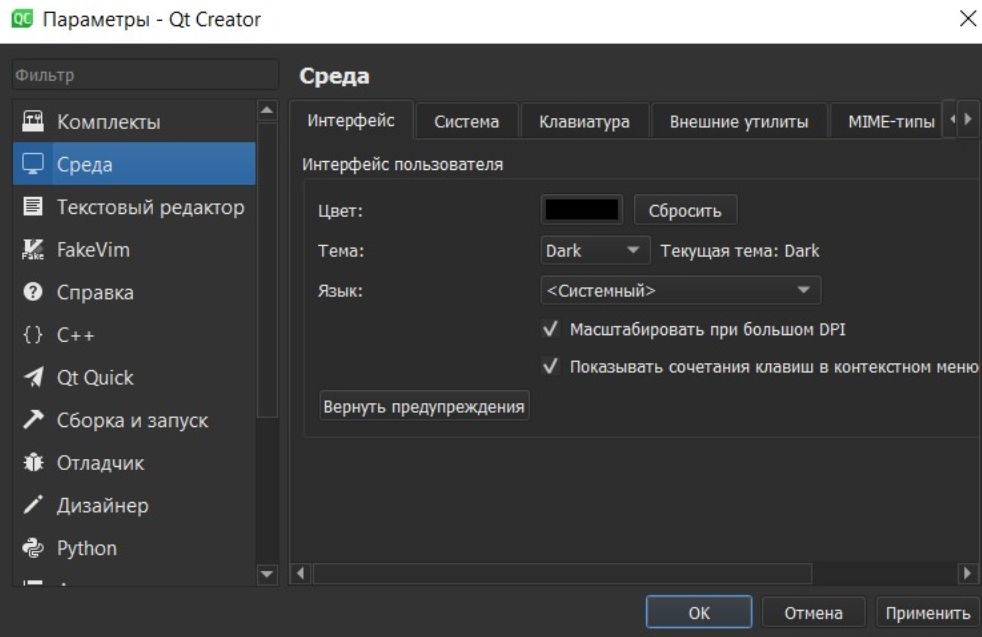 Параметры - Qt Creator
Фильтр
Комплекты
Среда
Текстовый редактор
FakeVim
Справка
C++
Qt Quick
Сборка и запуск
Отладчик
Дизайнер
Python
Среда
Интерфейс Система Клавиатура Внешние утилиты MIME-типы
Интерфейс пользователя
Цвет: Сбросить
Тема: Dark Текущая тема: Dark
Язык: <Системный>
Масштабировать при большом DPI
Показывать сочетания клавиш в контекстном меню
Вернуть предупреждения
OK Отмена Применить